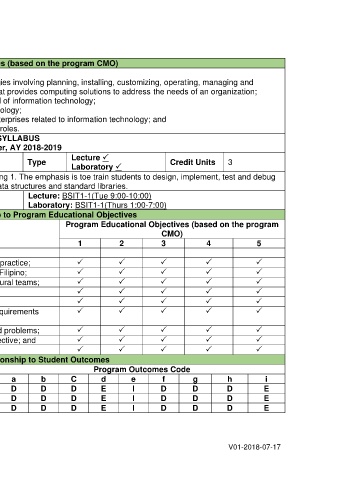 es (based on the program CMO)
ies involving planning, installing, customizing, operating, managing and
at provides computing solutions to address the needs of an organization;
l of information technology;
ology;
erprises related to information technology; and
roles.
SYLLABUS
er, AY 2018-2019
Type Lecture ✓ Laboratory ✓ Credit Units 3
ng 1. The emphasis is toe train students to design, implement, test and debug
ata structures and standard libraries.
Lecture: BSIT1-1(Tue 9:00-10:00)
Laboratory: BSIT1-1(Thurs 1:00-7:00)
p to Program Educational Objectives
Program Educational Objectives (based on the program
CMO)
1 2 3 4 5
practice; ✓ ✓ ✓ ✓ ✓
Filipino; ✓ ✓ ✓ ✓ ✓
ural teams; ✓ ✓ ✓ ✓ ✓
✓ ✓ ✓ ✓ ✓
✓ ✓ ✓ ✓ ✓
quirements ✓ ✓ ✓ ✓ ✓
d problems; ✓ ✓ ✓ ✓ ✓
ective; and ✓ ✓ ✓ ✓ ✓
✓ ✓ ✓ ✓ ✓
onship to Student Outcomes
Program Outcomes Code
a b C d e f g h i
D D D E I D D D E
D D D E I D D D E
D D D E I D D D E
V01-2018-07-17